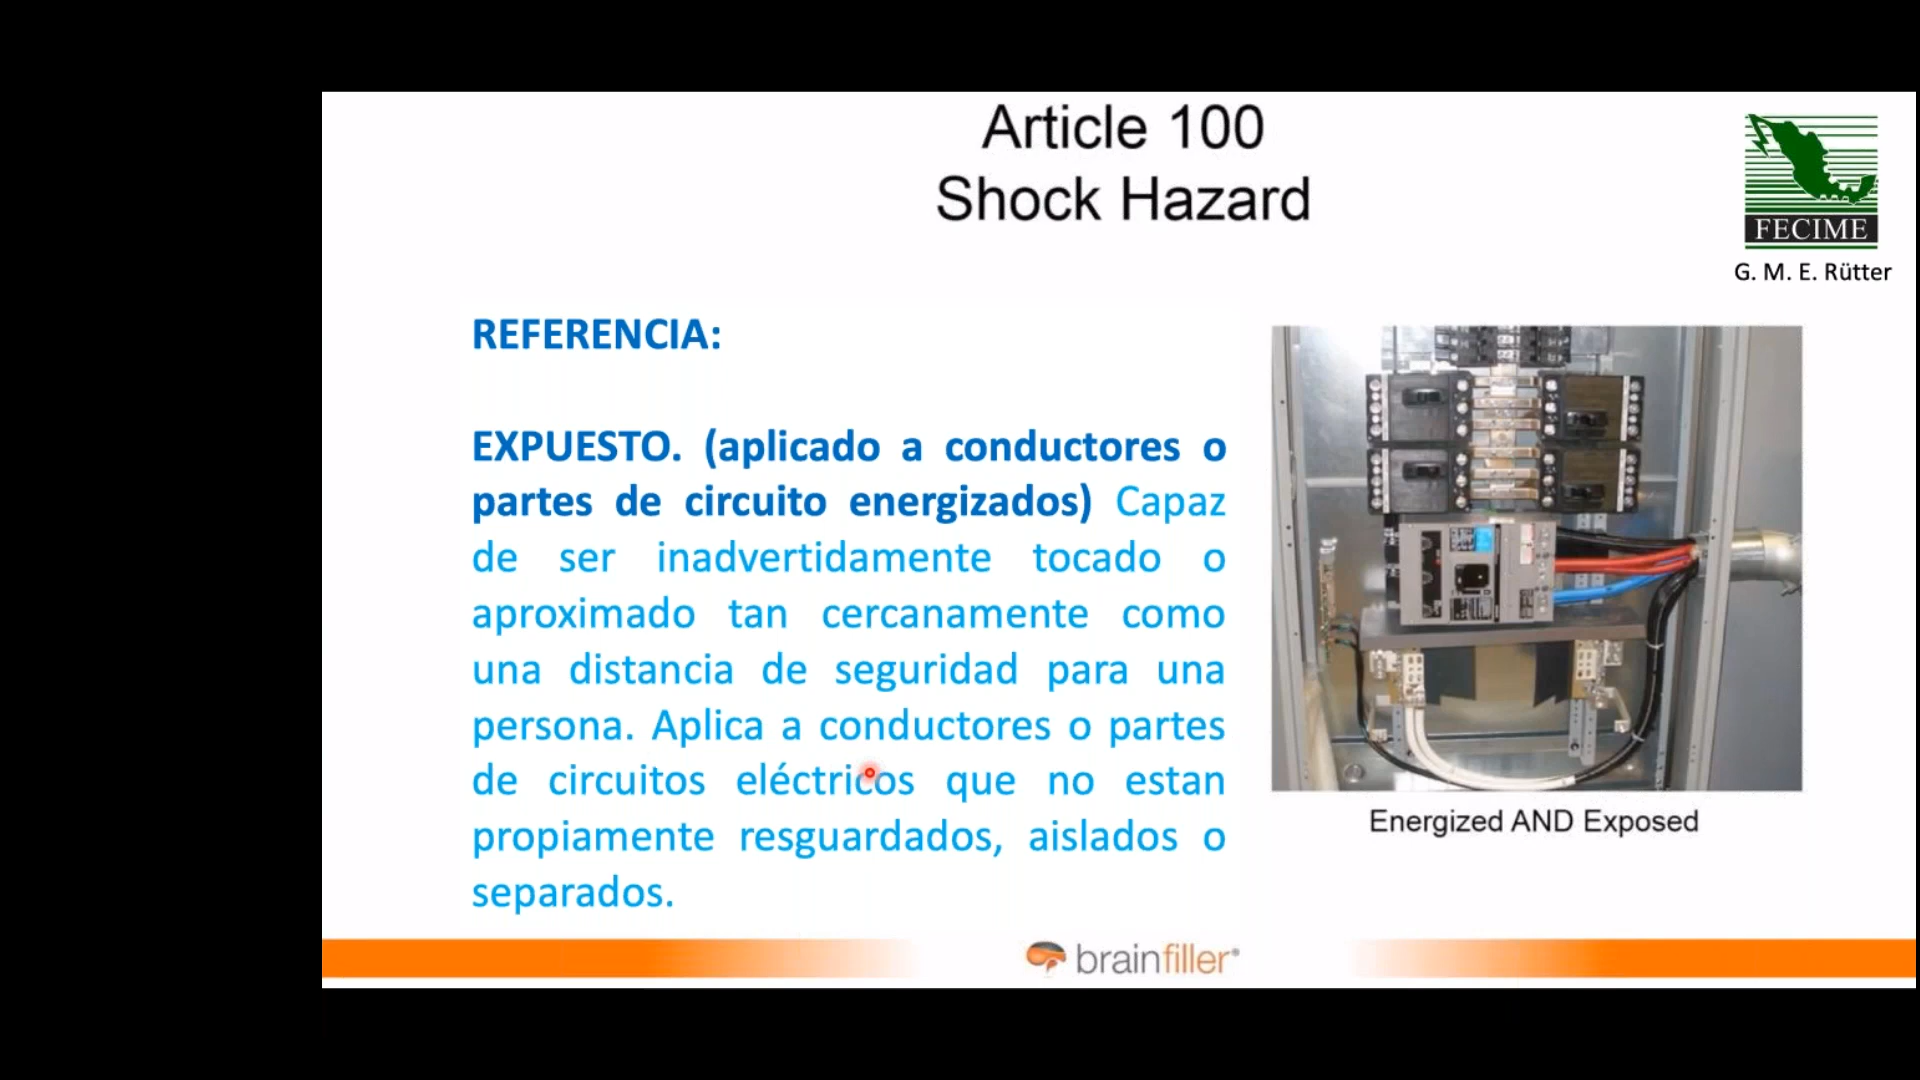 Article 100
Shock Hazard
FECIME
G. M. E. Rütter
REFERENCIA:
EXPUESTO. (aplicado a conductores o
partes de circuito energizados) Capaz
de ser inadvertidamente tocado o
aproximado tan cercanamente como
una distancia de seguridad para una
persona. Aplica a conductores o partes
de circuitos eléctricos que no estan
propiamente resguardados, aislados o
separados.
Energized AND Exposed
brainfiller®